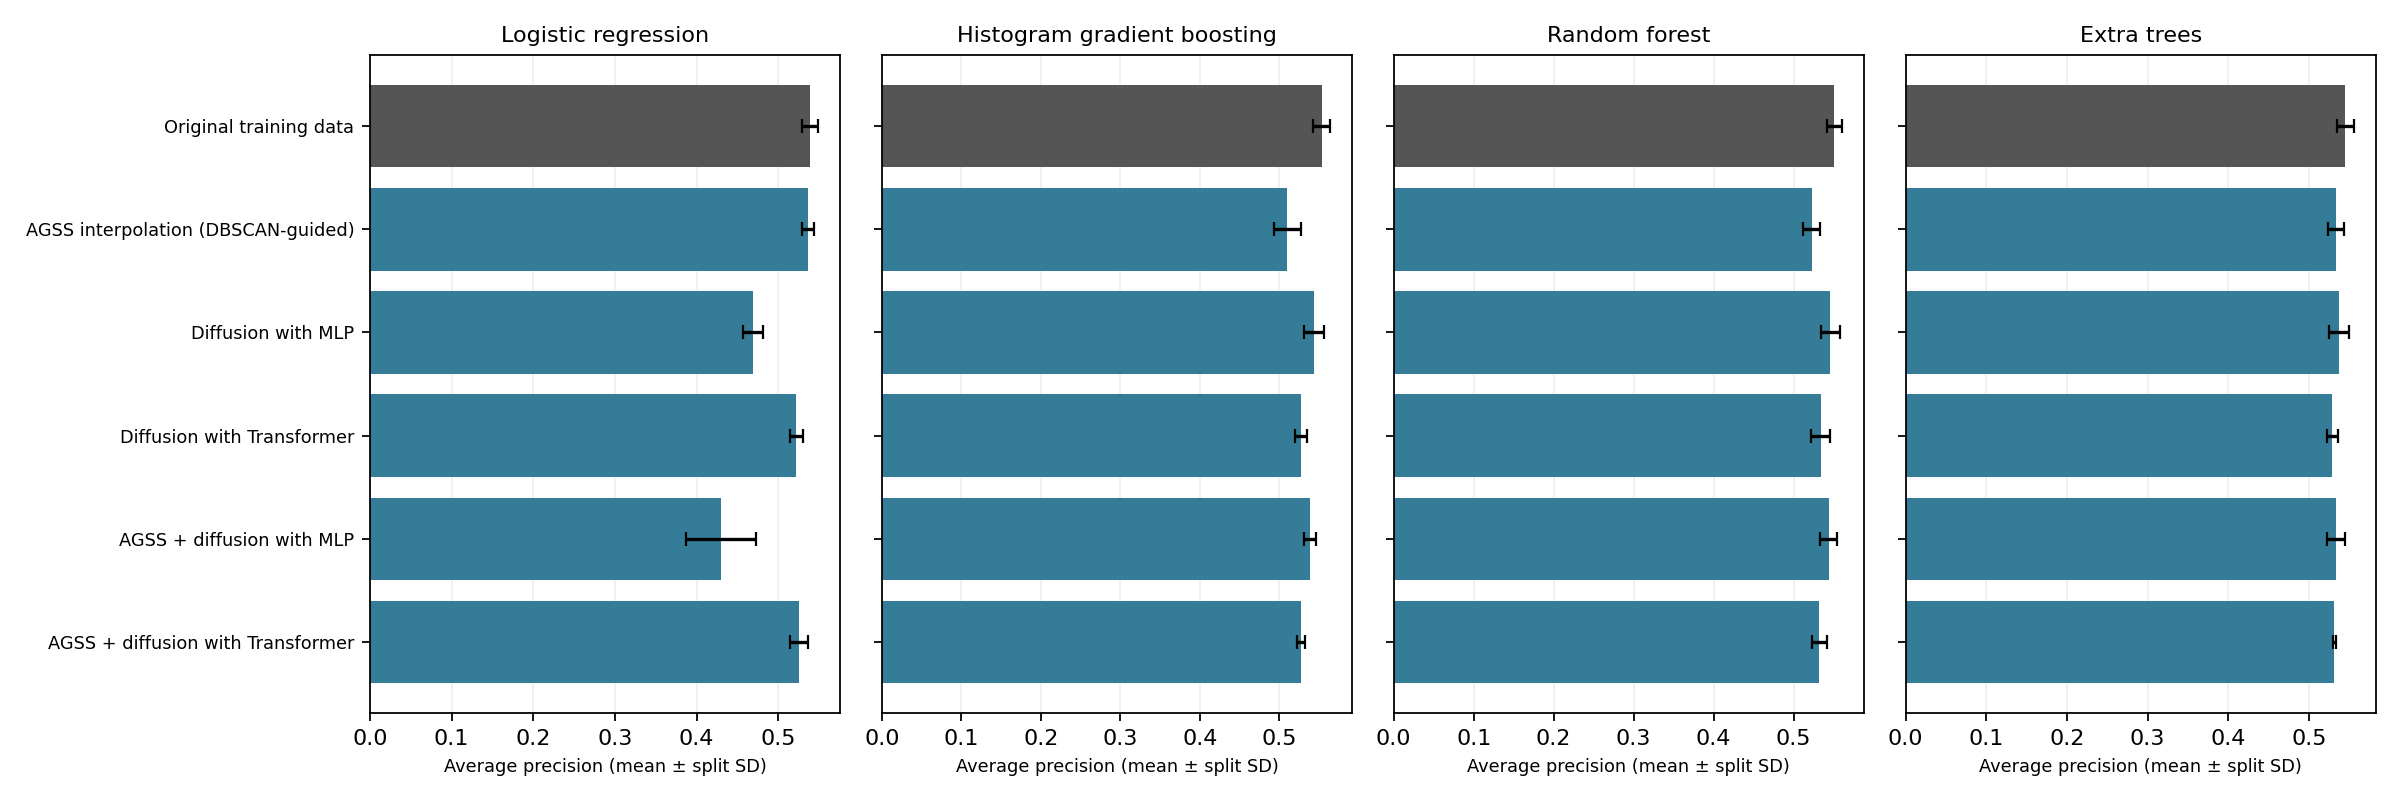 Logistic regression
Histogram gradient boosting
Random forest
Extra trees
Original training data
AGSS interpolation (DBSCAN-guided)
Diffusion with MLP
Diffusion with Transformer
AGSS + diffusion with MLP
AGSS + diffusion with Transformer
0.0 0.1 0.2 0.3 0.4 0.5
0.0 0.1 0.2 0.3 0.4 0.5
0.0 0.1 0.2 0.3 0.4 0.5
0.0 0.1 0.2 0.3 0.4 0.5
Average precision (mean ± split SD)
Average precision (mean ± split SD)
Average precision (mean ± split SD)
Average precision (mean ± split SD)